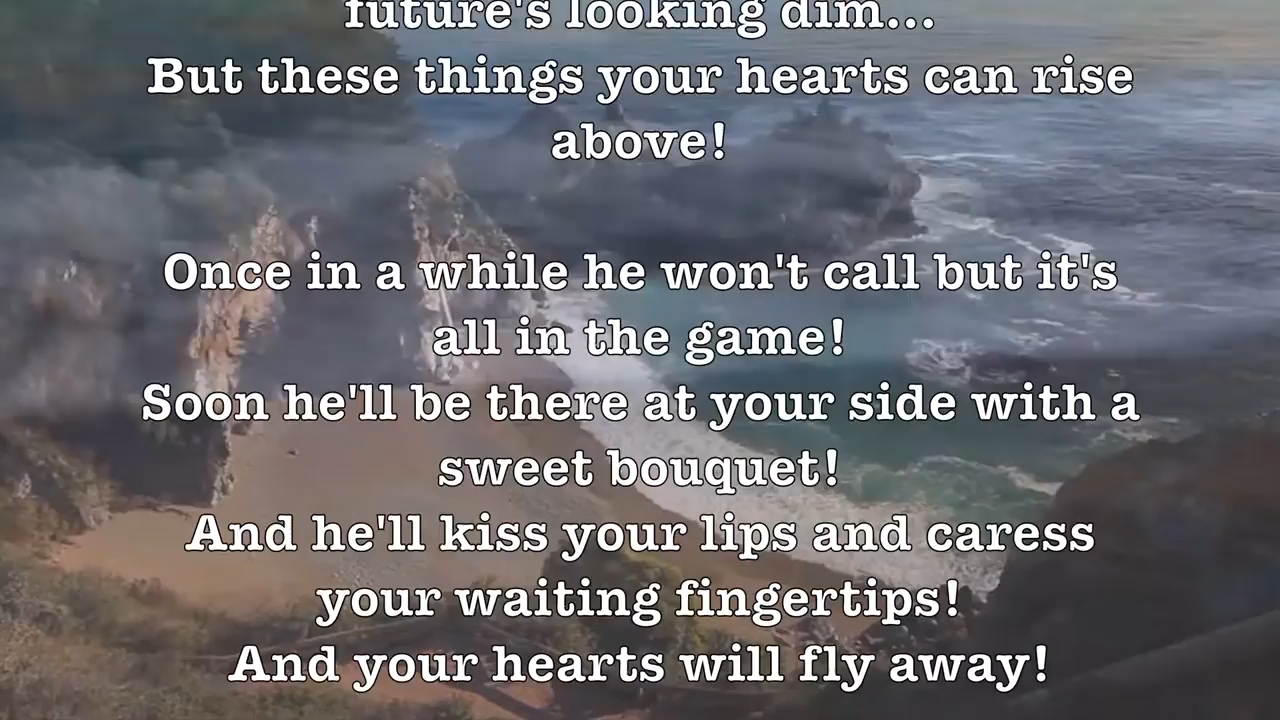 future's looking dim...
But these things your hearts can rise
above!
Once in a while he won't call but it's
all in the game!
Soon he'll be there at your side with a
sweet bouquet!
And he'll kiss your lips and caress
your waiting fingertips!
And your hearts will fly away!